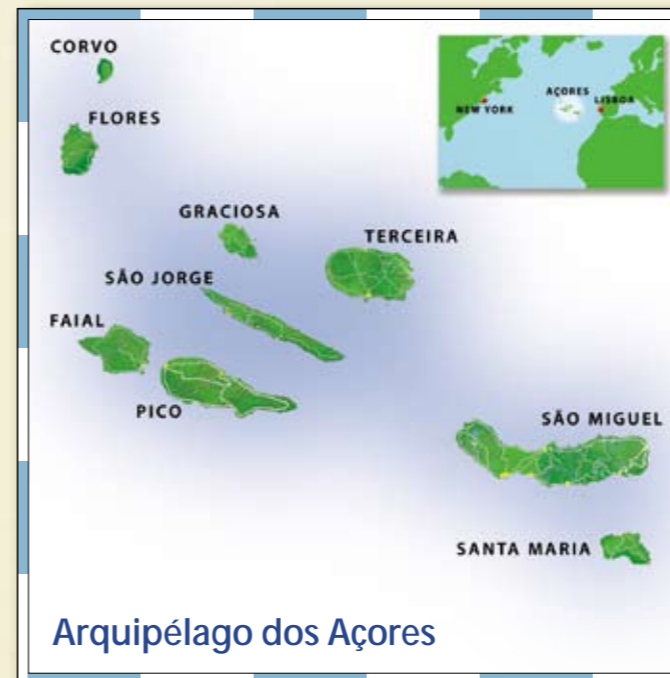 CORVO
FLORES
GRACIOSA
TERCEIRA
SÃO JORGE
FAIAL
PICO
SÃO MIGUEL
SANTA MARIA
AÇORES
LISBOA
NEW YORK
Arquipélago dos Açores